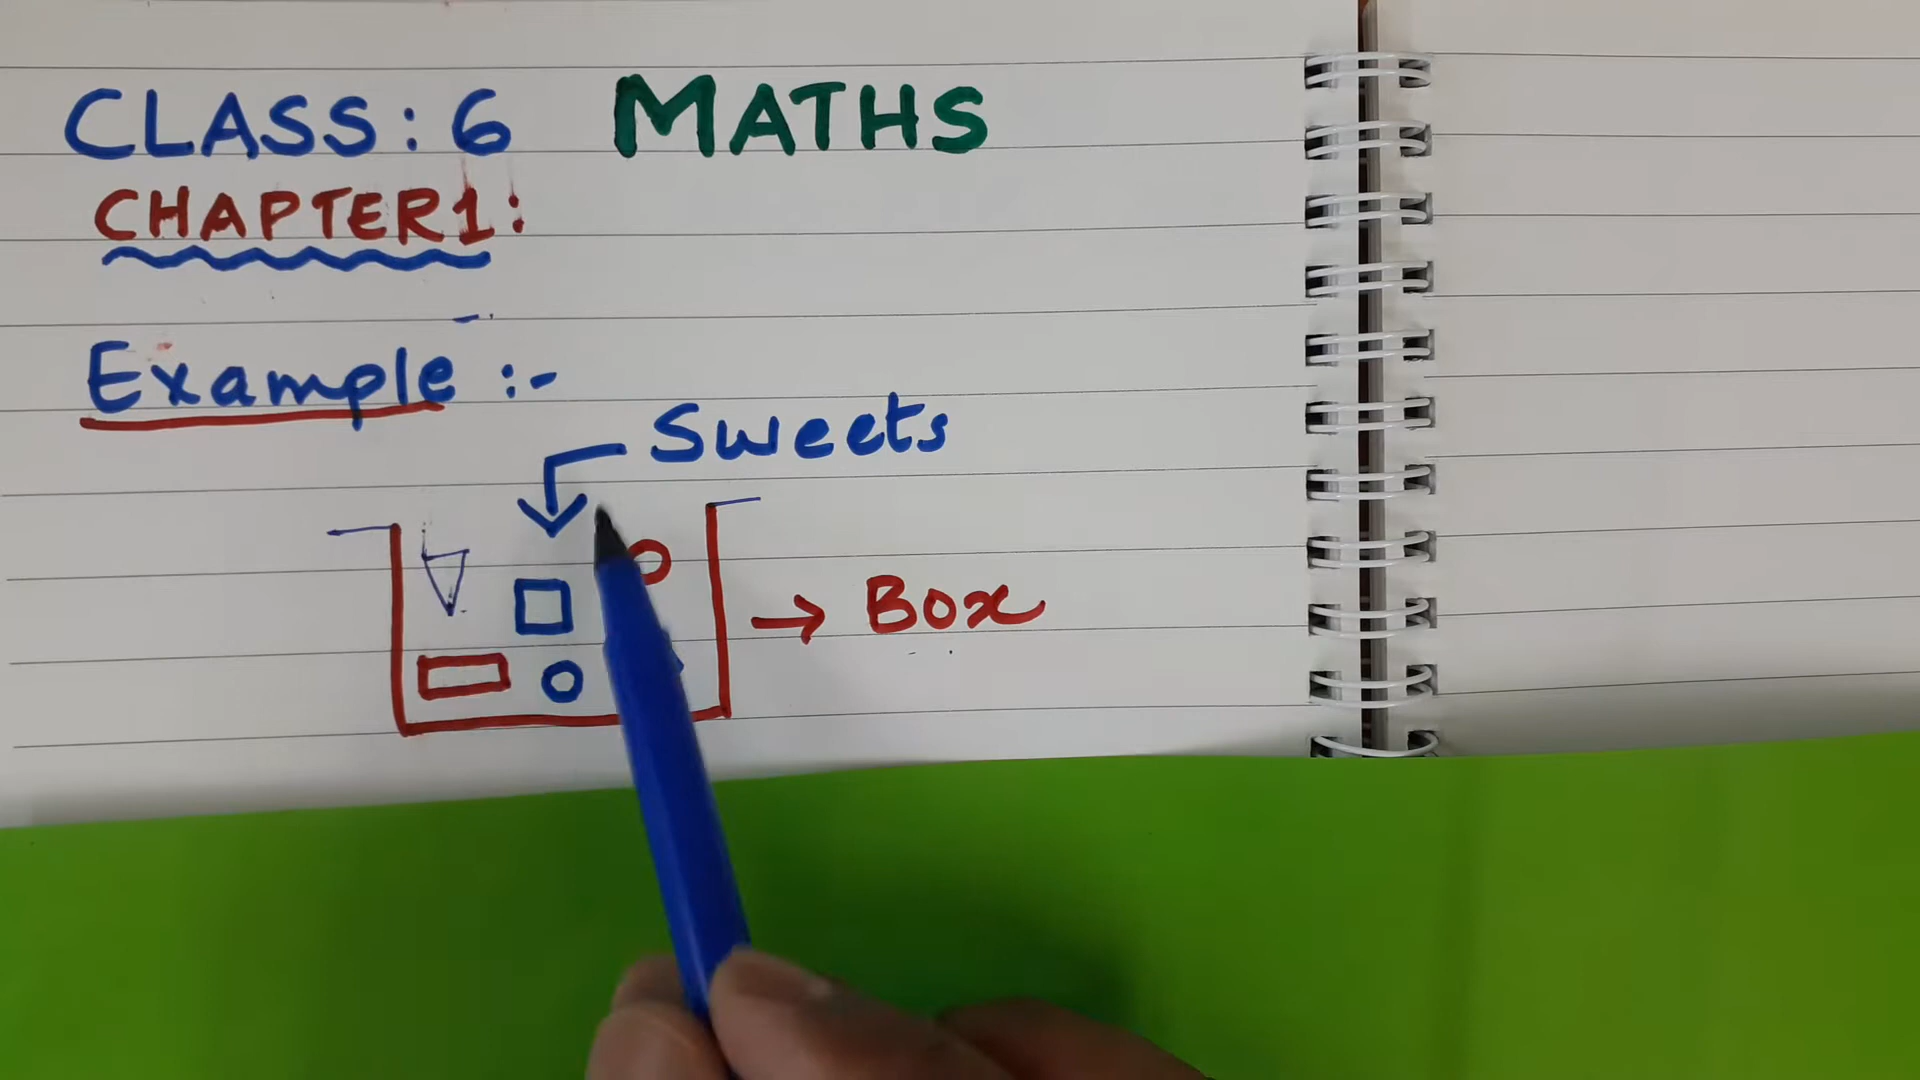 CLASS: 6 MATHS
CHAPTER 1:
Example :-
Sweets
→ Box